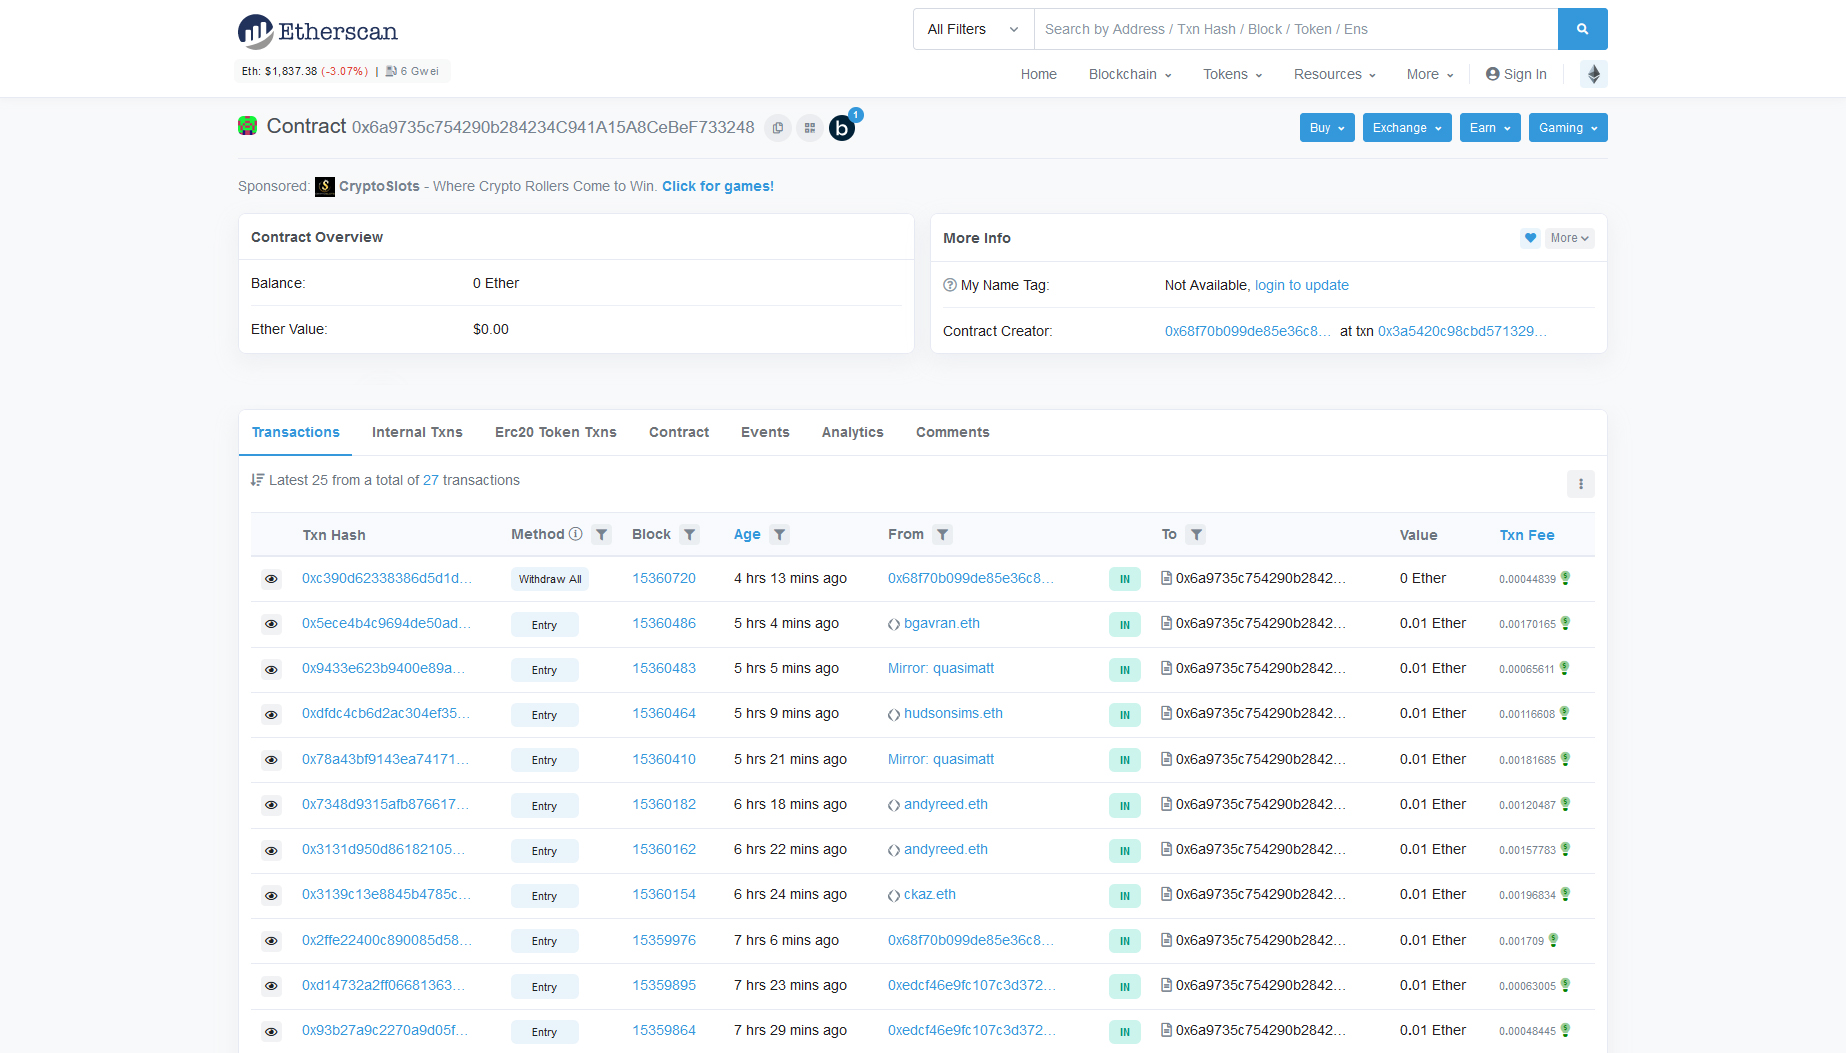 Etherscan
All Filters
Search by Address / Txn Hash / Block / Token / Ens
Eth: $1,837.38 (-3.07%) | 6 Gwei
Home Blockchain Tokens Resources More Sign In
Contract 0x6a9735c754290b284234C941A15A8CeBeF733248 b 1
Buy Exchange Earn Gaming
Sponsored: $ CryptoSlots - Where Crypto Rollers Come to Win. Click for games!
Contract Overview
Balance: 0 Ether
Ether Value: $0.00
More Info
More
My Name Tag: Not Available, login to update
Contract Creator: 0x68f70b099de85e36c8... at txn 0x3a5420c98cbd571329...
Transactions Internal Txns Erc20 Token Txns Contract Events Analytics Comments
Latest 25 from a total of 27 transactions
Txn Hash Method Block Age From To Value Txn Fee
0xc390d62338386d5d1d... Withdraw All 15360720 4 hrs 13 mins ago 0x68f70b099de85e36c8... IN 0x6a9735c754290b2842... 0 Ether 0.00044839
0x5ece4b4c9694de50ad... Entry 15360486 5 hrs 4 mins ago bgavran.eth IN 0x6a9735c754290b2842... 0.01 Ether 0.00170165
0x9433e623b9400e89a... Entry 15360483 5 hrs 5 mins ago Mirror: quasimatt IN 0x6a9735c754290b2842... 0.01 Ether 0.00065611
0xdfdc4cb6d2ac304ef35... Entry 15360464 5 hrs 9 mins ago hudsonsims.eth IN 0x6a9735c754290b2842... 0.01 Ether 0.00116608
0x78a43bf9143ea74171... Entry 15360410 5 hrs 21 mins ago Mirror: quasimatt IN 0x6a9735c754290b2842... 0.01 Ether 0.00181685
0x7348d9315afb876617... Entry 15360182 6 hrs 18 mins ago andyreed.eth IN 0x6a9735c754290b2842... 0.01 Ether 0.00120487
0x3131d950d86182105... Entry 15360162 6 hrs 22 mins ago andyreed.eth IN 0x6a9735c754290b2842... 0.01 Ether 0.00157783
0x3139c13e8845b4785c... Entry 15360154 6 hrs 24 mins ago ckaz.eth IN 0x6a9735c754290b2842... 0.01 Ether 0.00196834
0x2ffe22400c890085d58... Entry 15359976 7 hrs 6 mins ago 0x68f70b099de85e36c8... IN 0x6a9735c754290b2842... 0.01 Ether 0.001709
0xd14732a2ff06681363... Entry 15359895 7 hrs 23 mins ago 0xedcf46e9fc107c3d372... IN 0x6a9735c754290b2842... 0.01 Ether 0.00063005
0x93b27a9c2270a9d05f... Entry 15359864 7 hrs 29 mins ago 0xedcf46e9fc107c3d372... IN 0x6a9735c754290b2842... 0.01 Ether 0.00048445